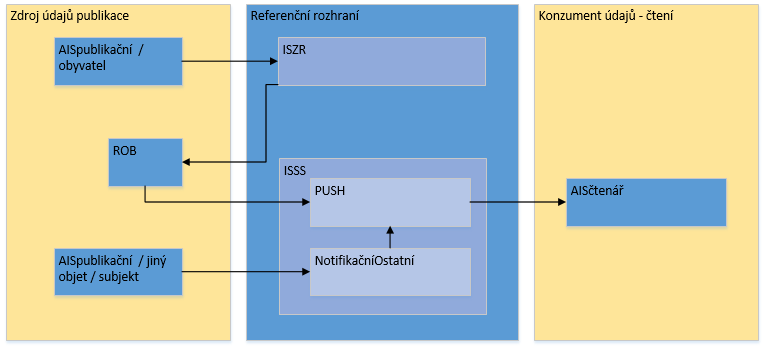 Zdroj údajů publikace
AISpublikační / 
obyvatel
ROB
AISpublikační / jiný
objet / subjekt
Referenční rozhraní
ISZR
ISSS
PUSH
NotifikačníOstatní
Konzument údajů - čtení
AISčtenář